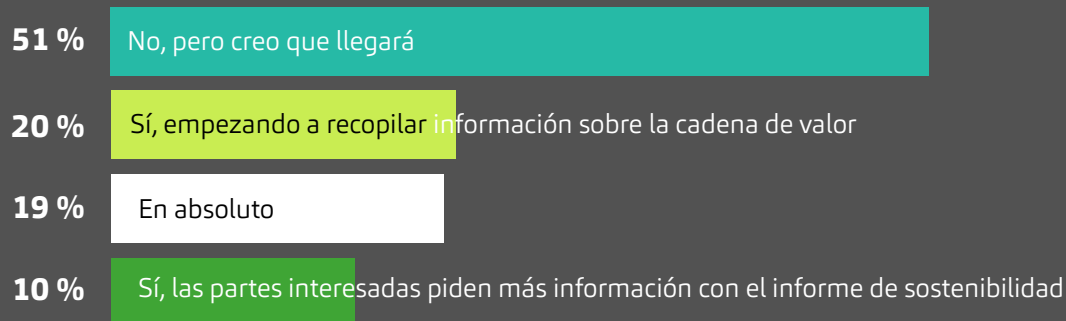 51 % No, pero creo que llegará
20 % Sí, empezando a recopilar información sobre la cadena de valor
19 % En absoluto
10 % Sí, las partes interesadas piden más información con el informe de sostenibilidad